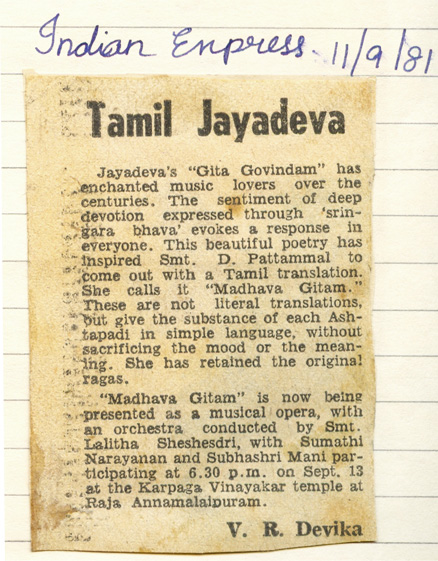 Indian Enpress - 11/9/81
Tamil Jayadeva
Jayadeva's "Gita Govindam" has
enchanted music lovers over the
centuries. The sentiment of deep
devotion expressed through 'srin-
gara bhava' evokes a response in
everyone. This beautiful poetry has
inspired Smt. D. Pattammal to
come out with a Tamil translation.
She calls it "Madhava Gitam."
These are not literal translations,
but give the substance of each Ash-
tapadi in simple language, without
sacrificing the mood or the mean-
ing. She has retained the original
ragas.
"Madhava Gitam" is now being
presented as a musical opera, with
an orchestra conducted by Smt.
Lalitha Sheshesdri, with Sumathi
Narayanan and Subhashri Mani par-
ticipating at 6.30 p.m. on Sept. 13
at the Karpaga Vinayakar temple at
Raja Annamalaipuram.
V. R. Devika